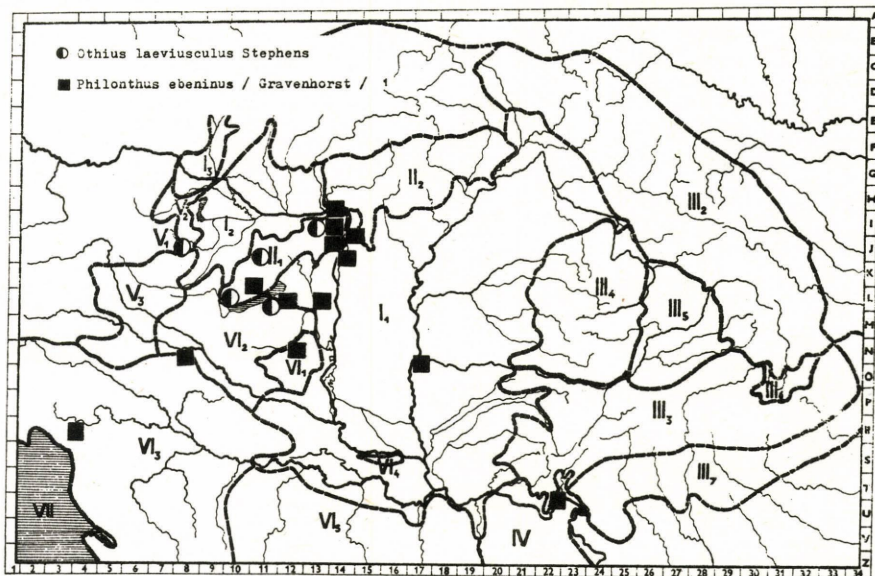 Othius laeviusculus Stephens
Philonthus ebeninus / Gravenhorst / 1
A
B
C
D
E
F
G
H
I
J
K
L
M
N
O
P
R
S
T
U
V
Z
I₃
V₂
I₂
II₂
III₂
V₁
II₁
V₃
I₁
III₄
III₅
VI₂
VI₁
III₃
VI₃
VI₄
III₇
VII
VI₅
IV
1 2 3 4 5 6 7 8 9 10 11 12 13 14 15 16 17 18 19 20 21 22 23 24 25 26 27 28 29 30 31 32 33 34